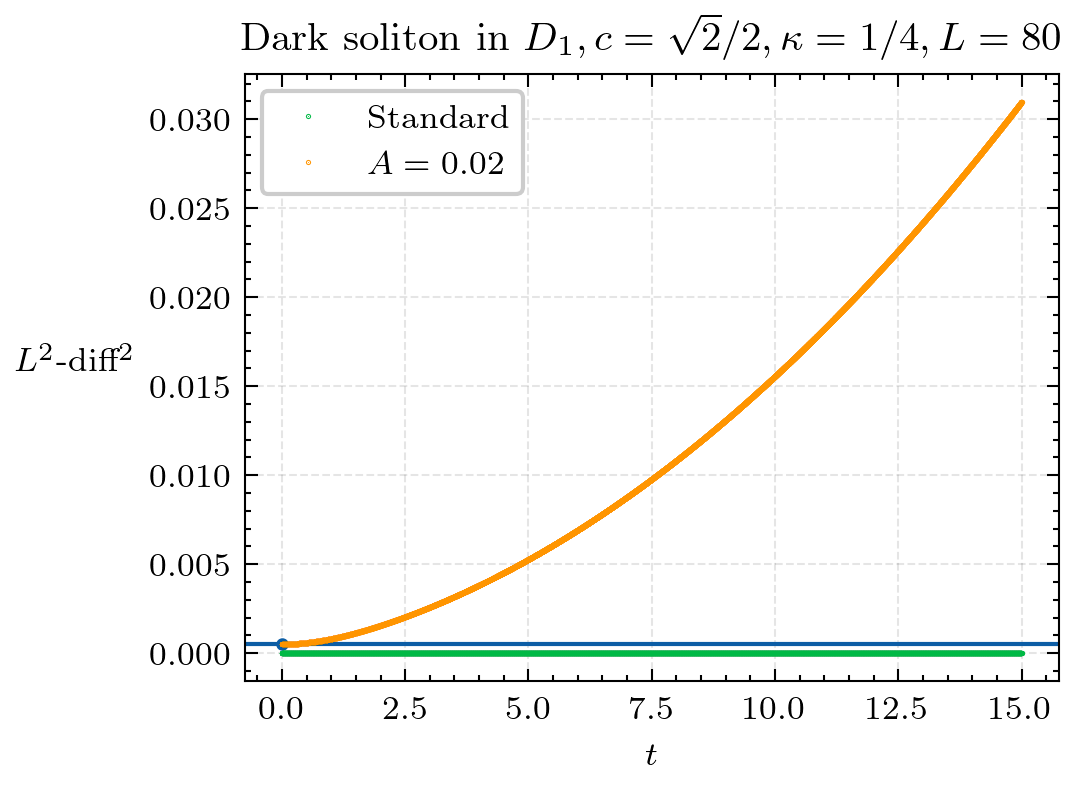 Dark soliton in D₁, c = √2/2, κ = 1/4, L = 80
Standard
A = 0.02
0.030
0.025
0.020
0.015
0.010
0.005
0.000
L²-diff²
0.0 2.5 5.0 7.5 10.0 12.5 15.0
t